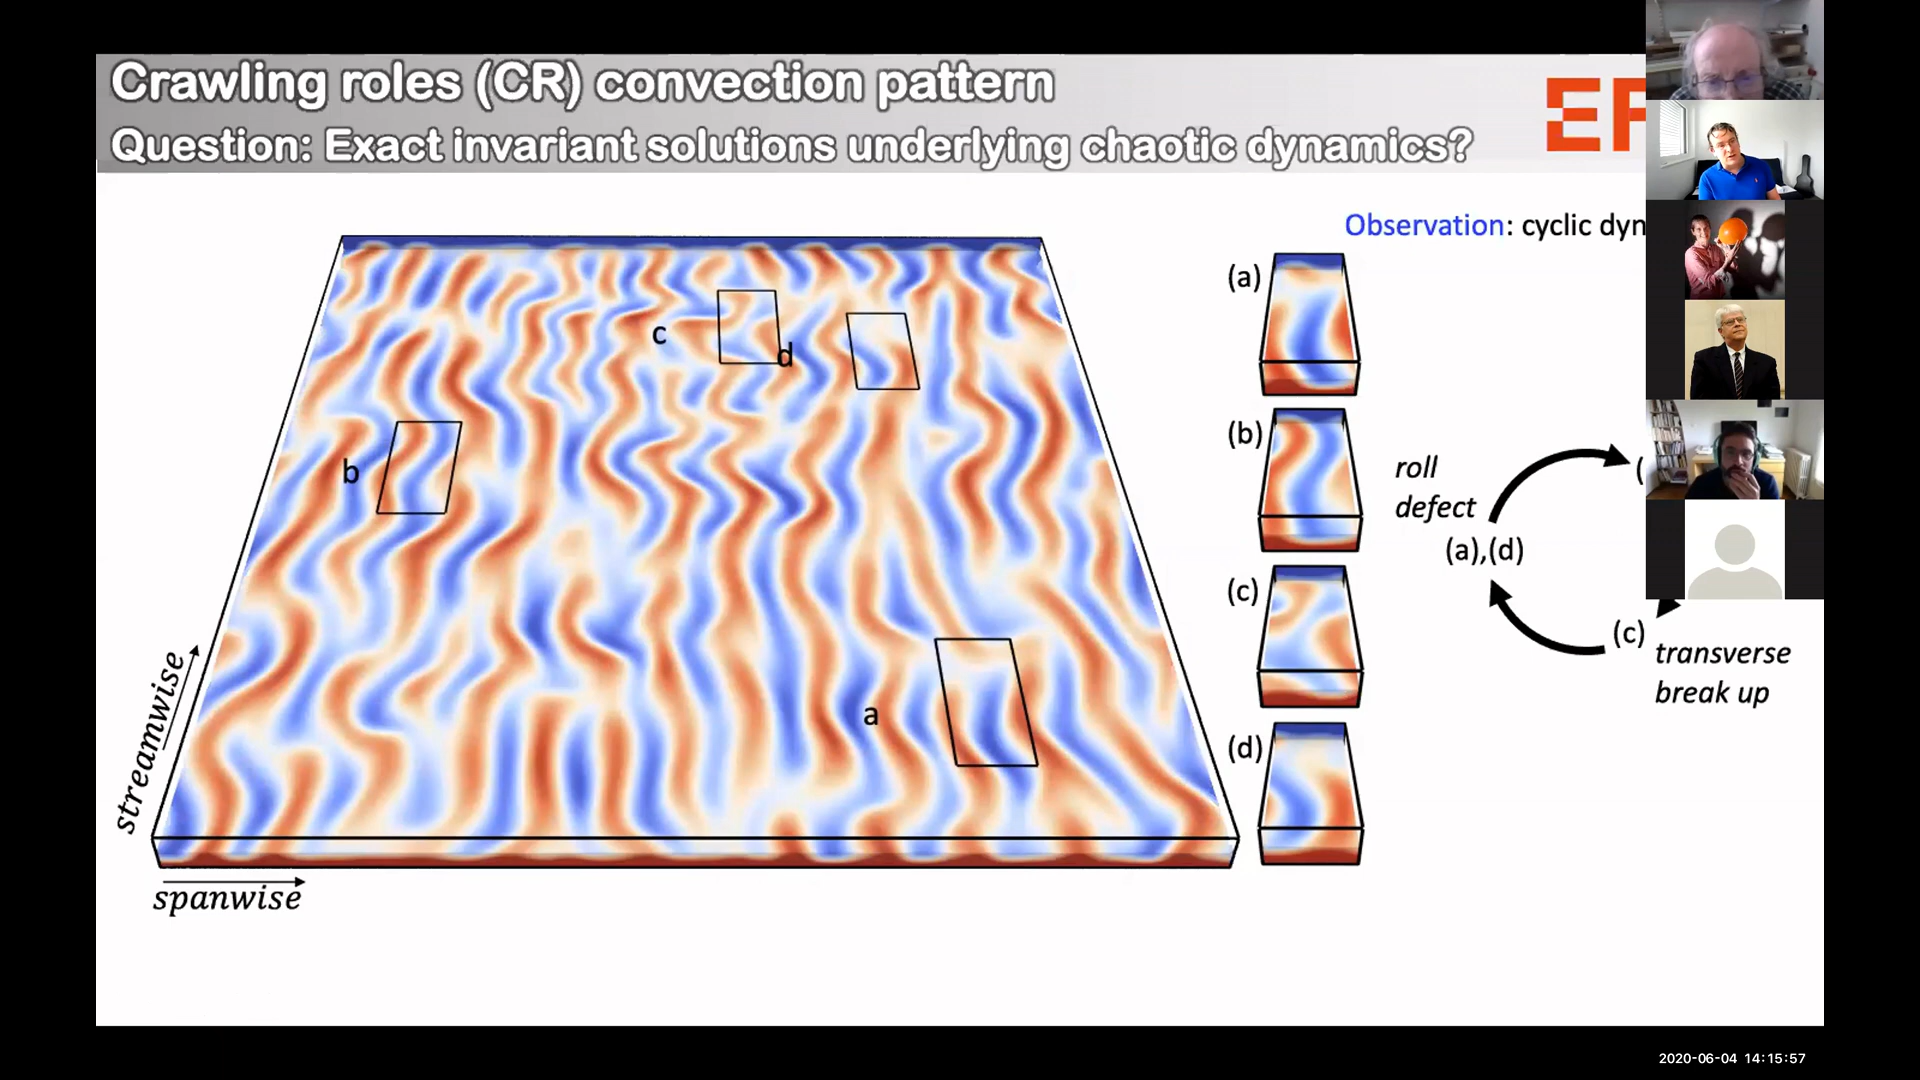 Crawling roles (CR) convection pattern
Question: Exact invariant solutions underlying chaotic dynamics?
Observation: cyclic dyn
(a)
c
d
(b)
b
roll
defect
(
(a),(d)
(c)
(c)
transverse
break up
streamwise
a
(d)
spanwise
2020-06-04 14:15:57